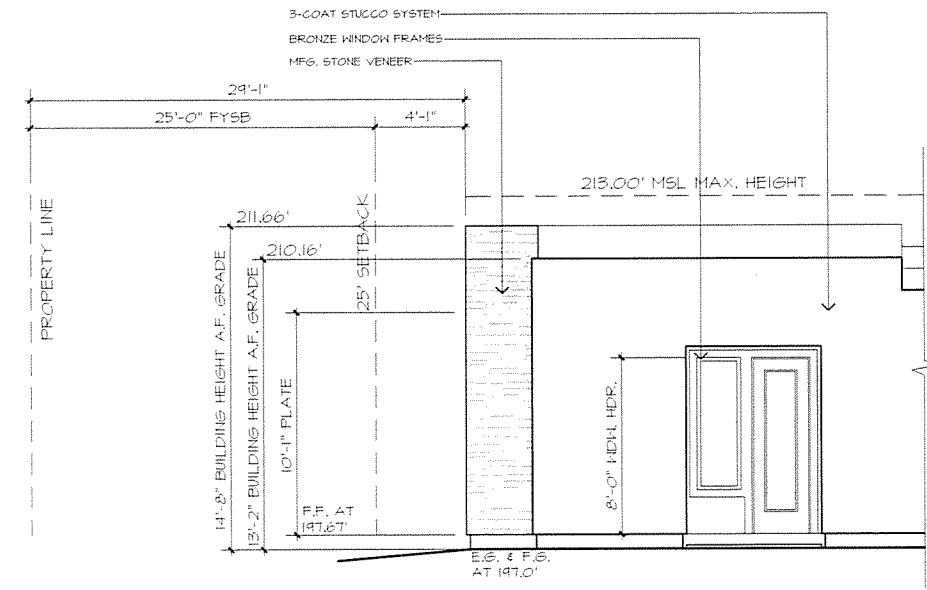 3-COAT STUCCO SYSTEM
BRONZE WINDOW FRAMES
MFG. STONE VENEER
29'-1"
25'-0" FYSB
4'-1"
213.00' MSL MAX. HEIGHT
PROPERTY LINE
25' SETBACK
211.66'
210.16'
14'-8" BUILDING HEIGHT A.F. GRADE
13'-2" BUILDING HEIGHT A.F. GRADE
10'-1" PLATE
8'-0" WDW. HDR.
F.F. AT
197.67'
E.G. & F.G.
AT 197.0'